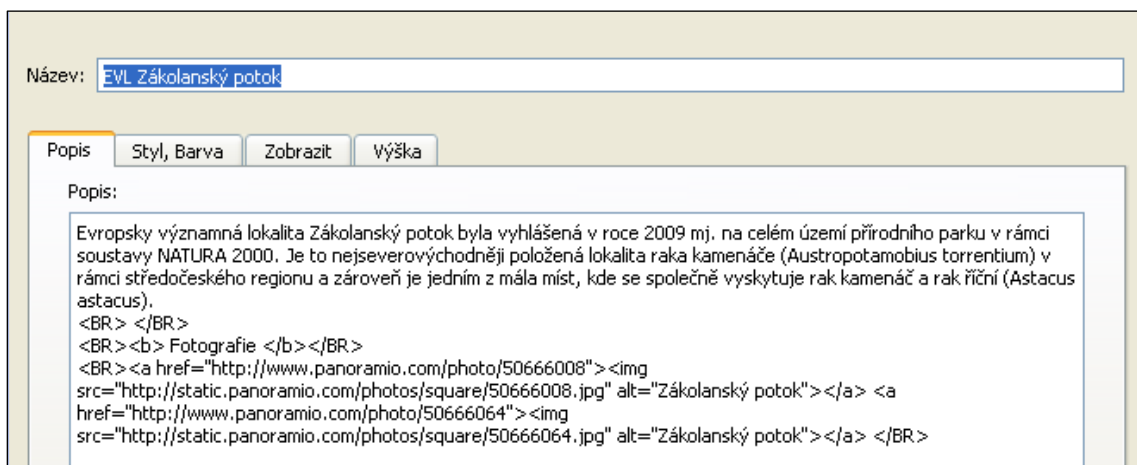 Název: EVL Zákolanský potok
Popis Styl, Barva Zobrazit Výška
Popis:
Evropsky významná lokalita Zákolanský potok byla vyhlášená v roce 2009 mj. na celém území přírodního parku v rámci
soustavy NATURA 2000. Je to nejseverovýchodněji položená lokalita raka kamenáče (Austropotamobius torrentium) v
rámci středočeského regionu a zároveň je jedním z mála míst, kde se společně vyskytuje rak kamenáč a rak říční (Astacus
astacus).
<BR> </BR>
<BR><b> Fotografie </b></BR>
<BR><a href="http://www.panoramio.com/photo/50666008"><img
src="http://static.panoramio.com/photos/square/50666008.jpg" alt="Zákolanský potok"></a> <a
href="http://www.panoramio.com/photo/50666064"><img
src="http://static.panoramio.com/photos/square/50666064.jpg" alt="Zákolanský potok"></a> </BR>